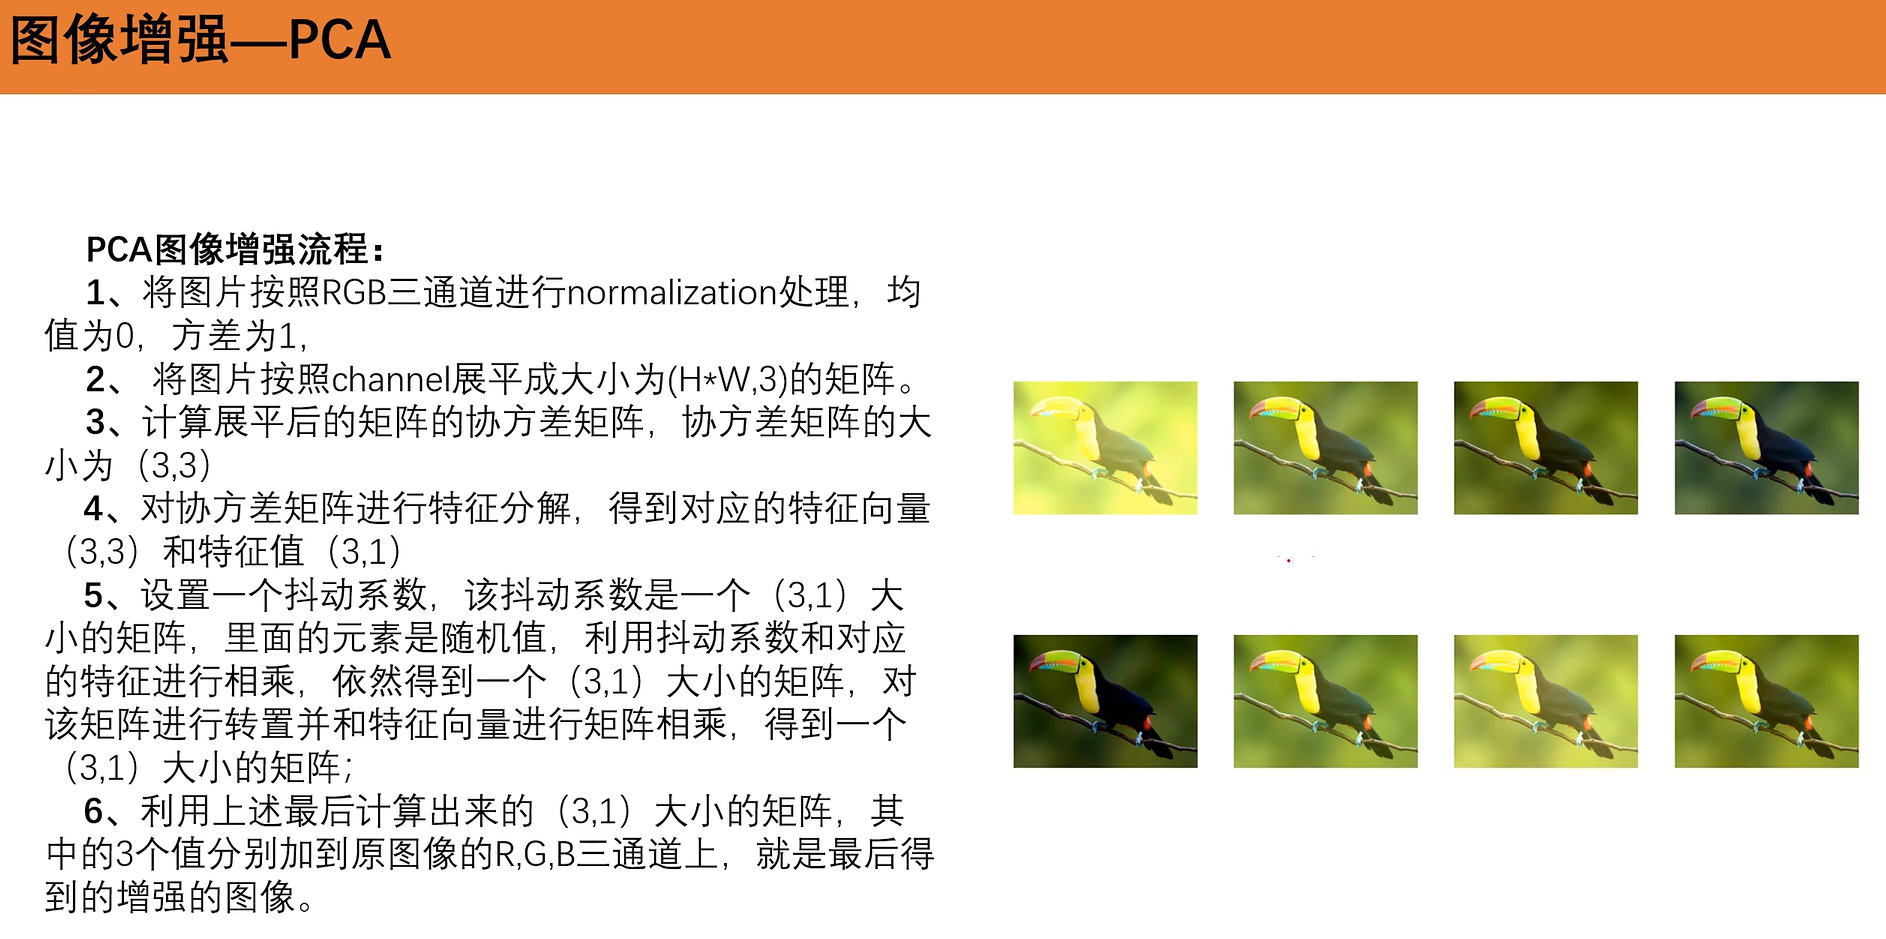 图像增强—PCA
PCA图像增强流程：
1、将图片按照RGB三通道进行normalization处理，均
值为0，方差为1，
2、 将图片按照channel展平成大小为(H*W,3)的矩阵。
3、计算展平后的矩阵的协方差矩阵，协方差矩阵的大
小为（3,3）
4、对协方差矩阵进行特征分解，得到对应的特征向量
（3,3）和特征值（3,1）
5、设置一个抖动系数，该抖动系数是一个（3,1）大
小的矩阵，里面的元素是随机值，利用抖动系数和对应
的特征进行相乘，依然得到一个（3,1）大小的矩阵，对
该矩阵进行转置并和特征向量进行矩阵相乘，得到一个
（3,1）大小的矩阵；
6、利用上述最后计算出来的（3,1）大小的矩阵，其
中的3个值分别加到原图像的R,G,B三通道上，就是最后得
到的增强的图像。